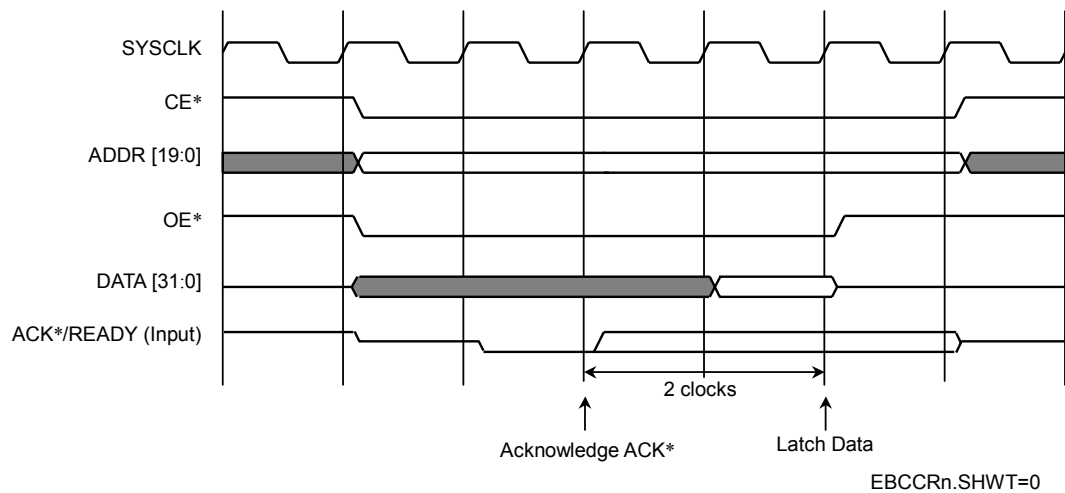 SYSCLK
CE*
ADDR [19:0]
OE*
DATA [31:0]
ACK*/READY (Input)
2 clocks
Acknowledge ACK*
Latch Data
EBCCRn.SHWT=0